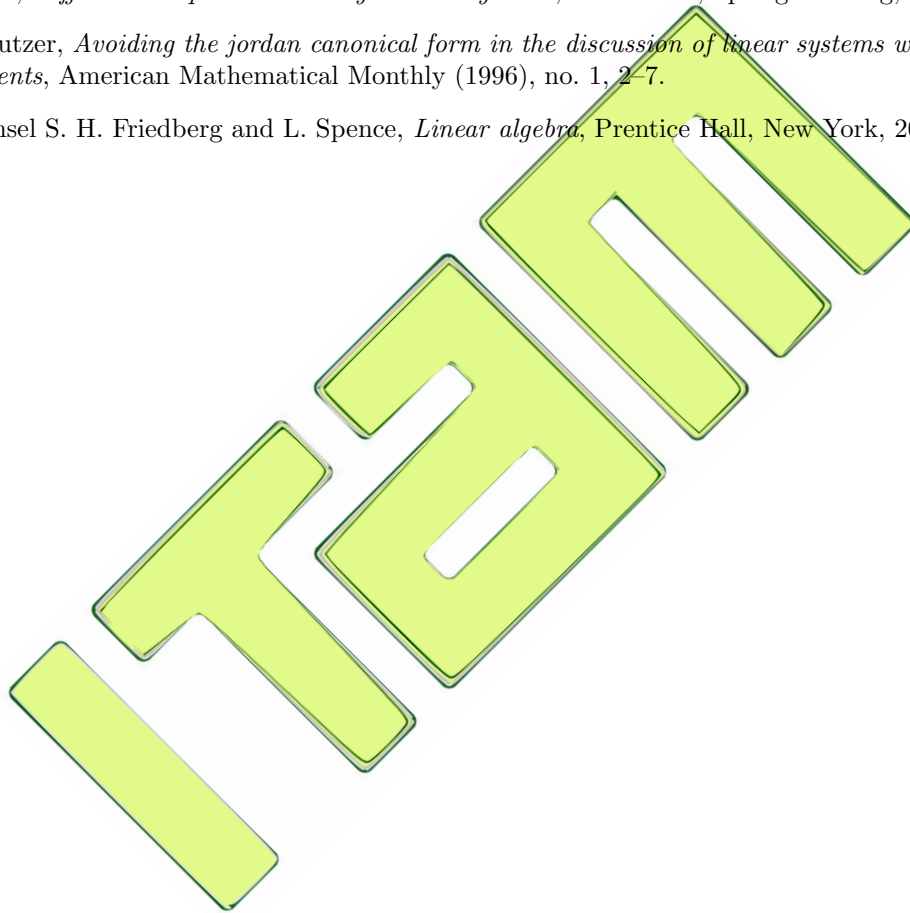 utzer, Avoiding the jordan canonical form in the discussion of linear systems w
ents, American Mathematical Monthly (1996), no. 1, 2–7.
nsel S. H. Friedberg and L. Spence, Linear algebra, Prentice Hall, New York, 20
ITam